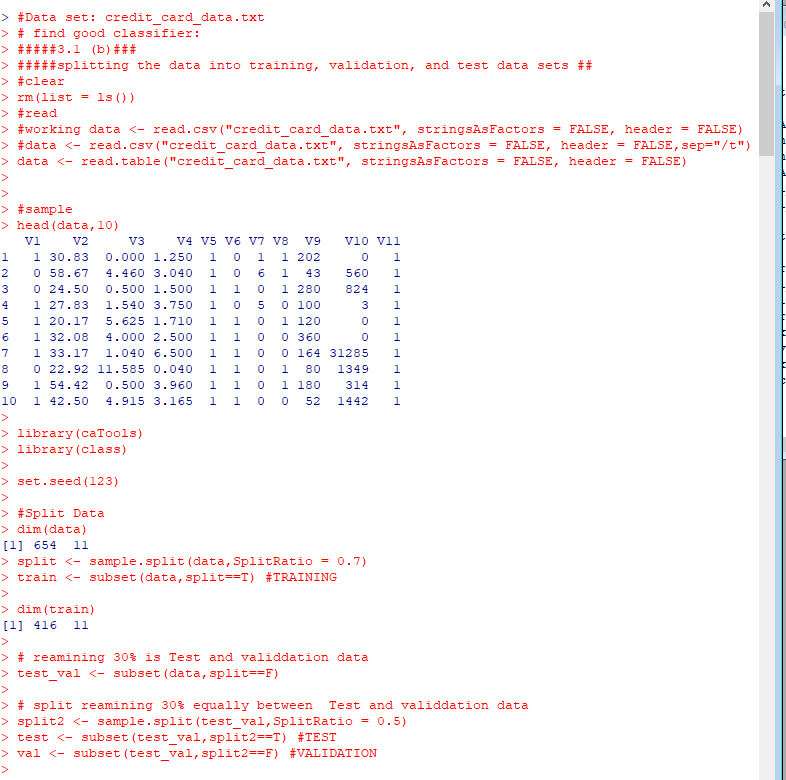 > #Data set: credit_card_data.txt
> # find good classifier:
> #####3.1 (b)###
> #####splitting the data into training, validation, and test data sets ##
> #clear
> rm(list = ls())
> #read
> #working data <- read.csv("credit_card_data.txt", stringsAsFactors = FALSE, header = FALSE)
> #data <- read.csv("credit_card_data.txt", stringsAsFactors = FALSE, header = FALSE,sep="/t")
> data <- read.table("credit_card_data.txt", stringsAsFactors = FALSE, header = FALSE)
>
>
> #sample
> head(data,10)
   V1    V2     V3    V4 V5 V6 V7 V8  V9   V10 V11
1   1 30.83  0.000 1.250  1  0  1  1 202     0   1
2   0 58.67  4.460 3.040  1  0  6  1  43   560   1
3   0 24.50  0.500 1.500  1  1  0  1 280   824   1
4   1 27.83  1.540 3.750  1  0  5  0 100     3   1
5   1 20.17  5.625 1.710  1  1  0  1 120     0   1
6   1 32.08  4.000 2.500  1  1  0  0 360     0   1
7   1 33.17  1.040 6.500  1  1  0  0 164 31285   1
8   0 22.92 11.585 0.040  1  1  0  1  80  1349   1
9   1 54.42  0.500 3.960  1  1  0  1 180   314   1
10  1 42.50  4.915 3.165  1  1  0  0  52  1442   1
>
> library(caTools)
> library(class)
>
> set.seed(123)
>
> #Split Data
> dim(data)
[1] 654  11
> split <- sample.split(data,SplitRatio = 0.7)
> train <- subset(data,split==T) #TRAINING
>
> dim(train)
[1] 416  11
>
> # reamining 30% is Test and validdation data
> test_val <- subset(data,split==F)
>
> # split reamining 30% equally between  Test and validdation data
> split2 <- sample.split(test_val,SplitRatio = 0.5)
> test <- subset(test_val,split2==T) #TEST
> val <- subset(test_val,split2==F) #VALIDATION
>